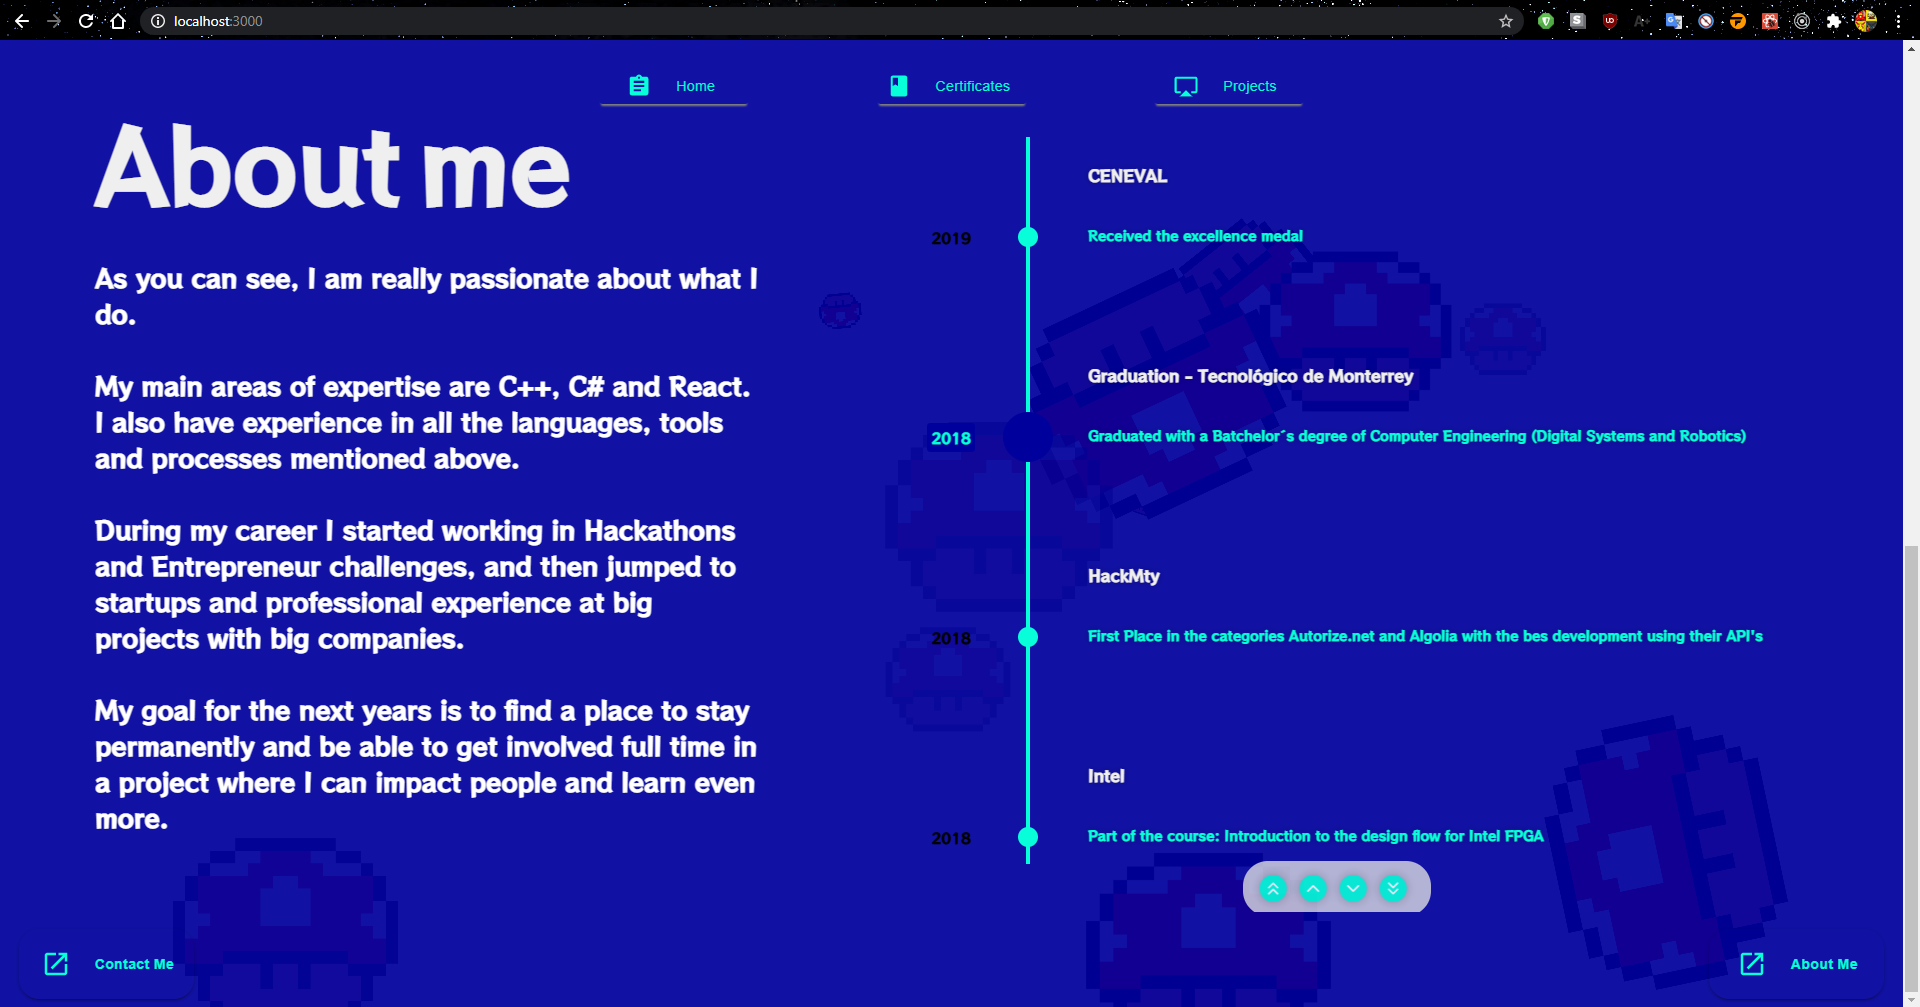 localhost:3000
Home
Certificates
Projects
About me
As you can see, I am really passionate about what I
do.
My main areas of expertise are C++, C# and React.
I also have experience in all the languages, tools
and processes mentioned above.
During my career I started working in Hackathons
and Entrepreneur challenges, and then jumped to
startups and professional experience at big
projects with big companies.
My goal for the next years is to find a place to stay
permanently and be able to get involved full time in
a project where I can impact people and learn even
more.
CENEVAL
2019
Received the excellence medal
Graduation - Tecnológico de Monterrey
2018
Graduated with a Batchelor´s degree of Computer Engineering (Digital Systems and Robotics)
HackMty
2018
First Place in the categories Autorize.net and Algolia with the bes development using their API's
Intel
2018
Part of the course: Introduction to the design flow for Intel FPGA
Contact Me
About Me